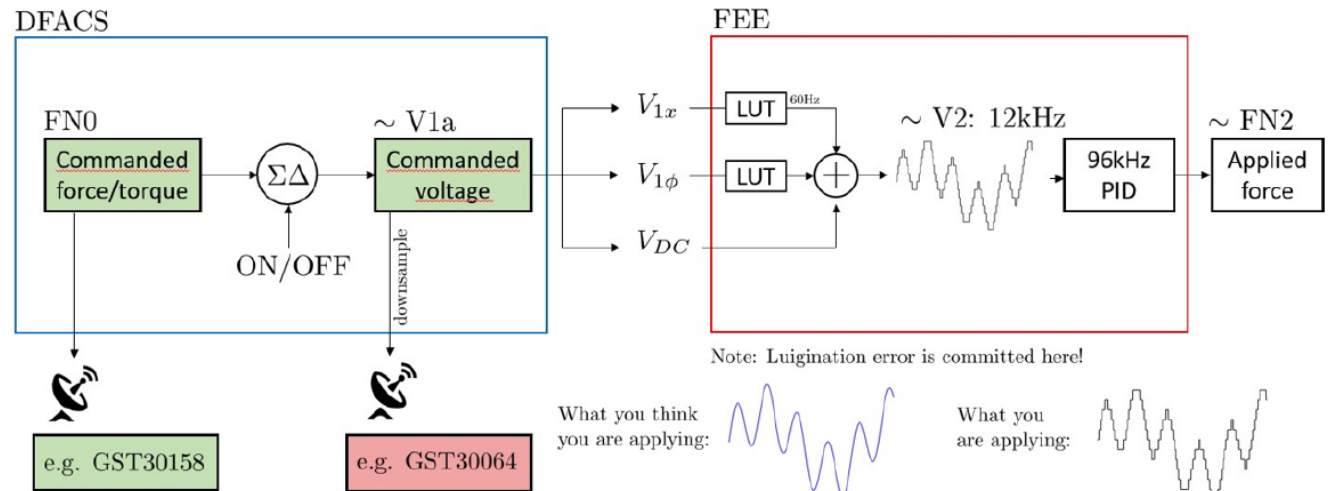 DFACS
FEE
FN0
Commanded
force/torque
ΣΔ
ON/OFF
∼ V1a
Commanded
voltage
downsample
V1x
V1ϕ
VDC
LUT
60Hz
LUT
+
∼ V2: 12kHz
96kHz
PID
∼ FN2
Applied
force
Note: Luigination error is committed here!
What you think
you are applying:
What you
are applying:
e.g. GST30158
e.g. GST30064